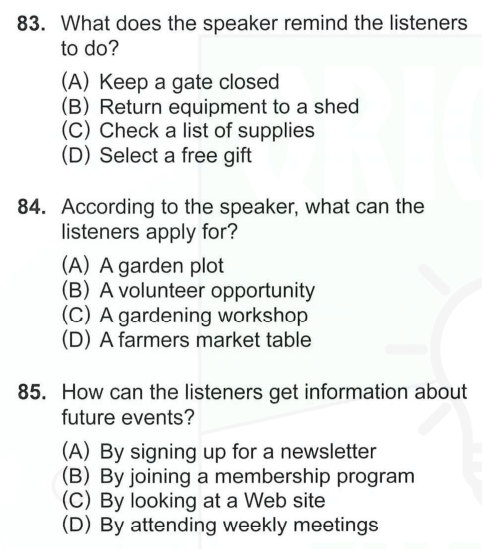 83. What does the speaker remind the listeners
to do?
(A) Keep a gate closed
(B) Return equipment to a shed
(C) Check a list of supplies
(D) Select a free gift
84. According to the speaker, what can the
listeners apply for?
(A) A garden plot
(B) A volunteer opportunity
(C) A gardening workshop
(D) A farmers market table
85. How can the listeners get information about
future events?
(A) By signing up for a newsletter
(B) By joining a membership program
(C) By looking at a Web site
(D) By attending weekly meetings